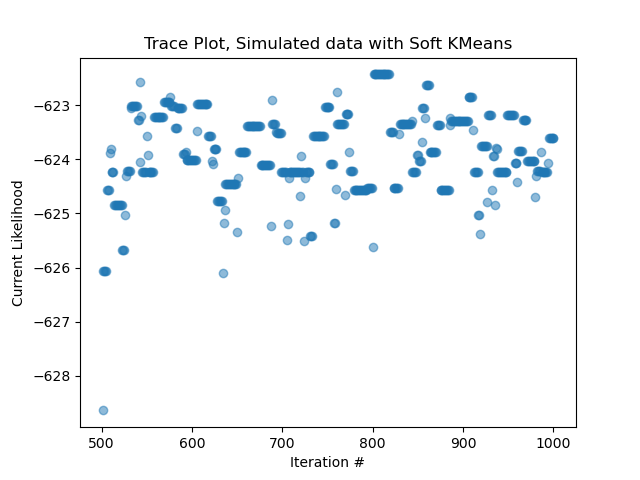 Trace Plot, Simulated data with Soft KMeans
Current Likelihood
−623
−624
−625
−626
−627
−628
500 600 700 800 900 1000
Iteration #